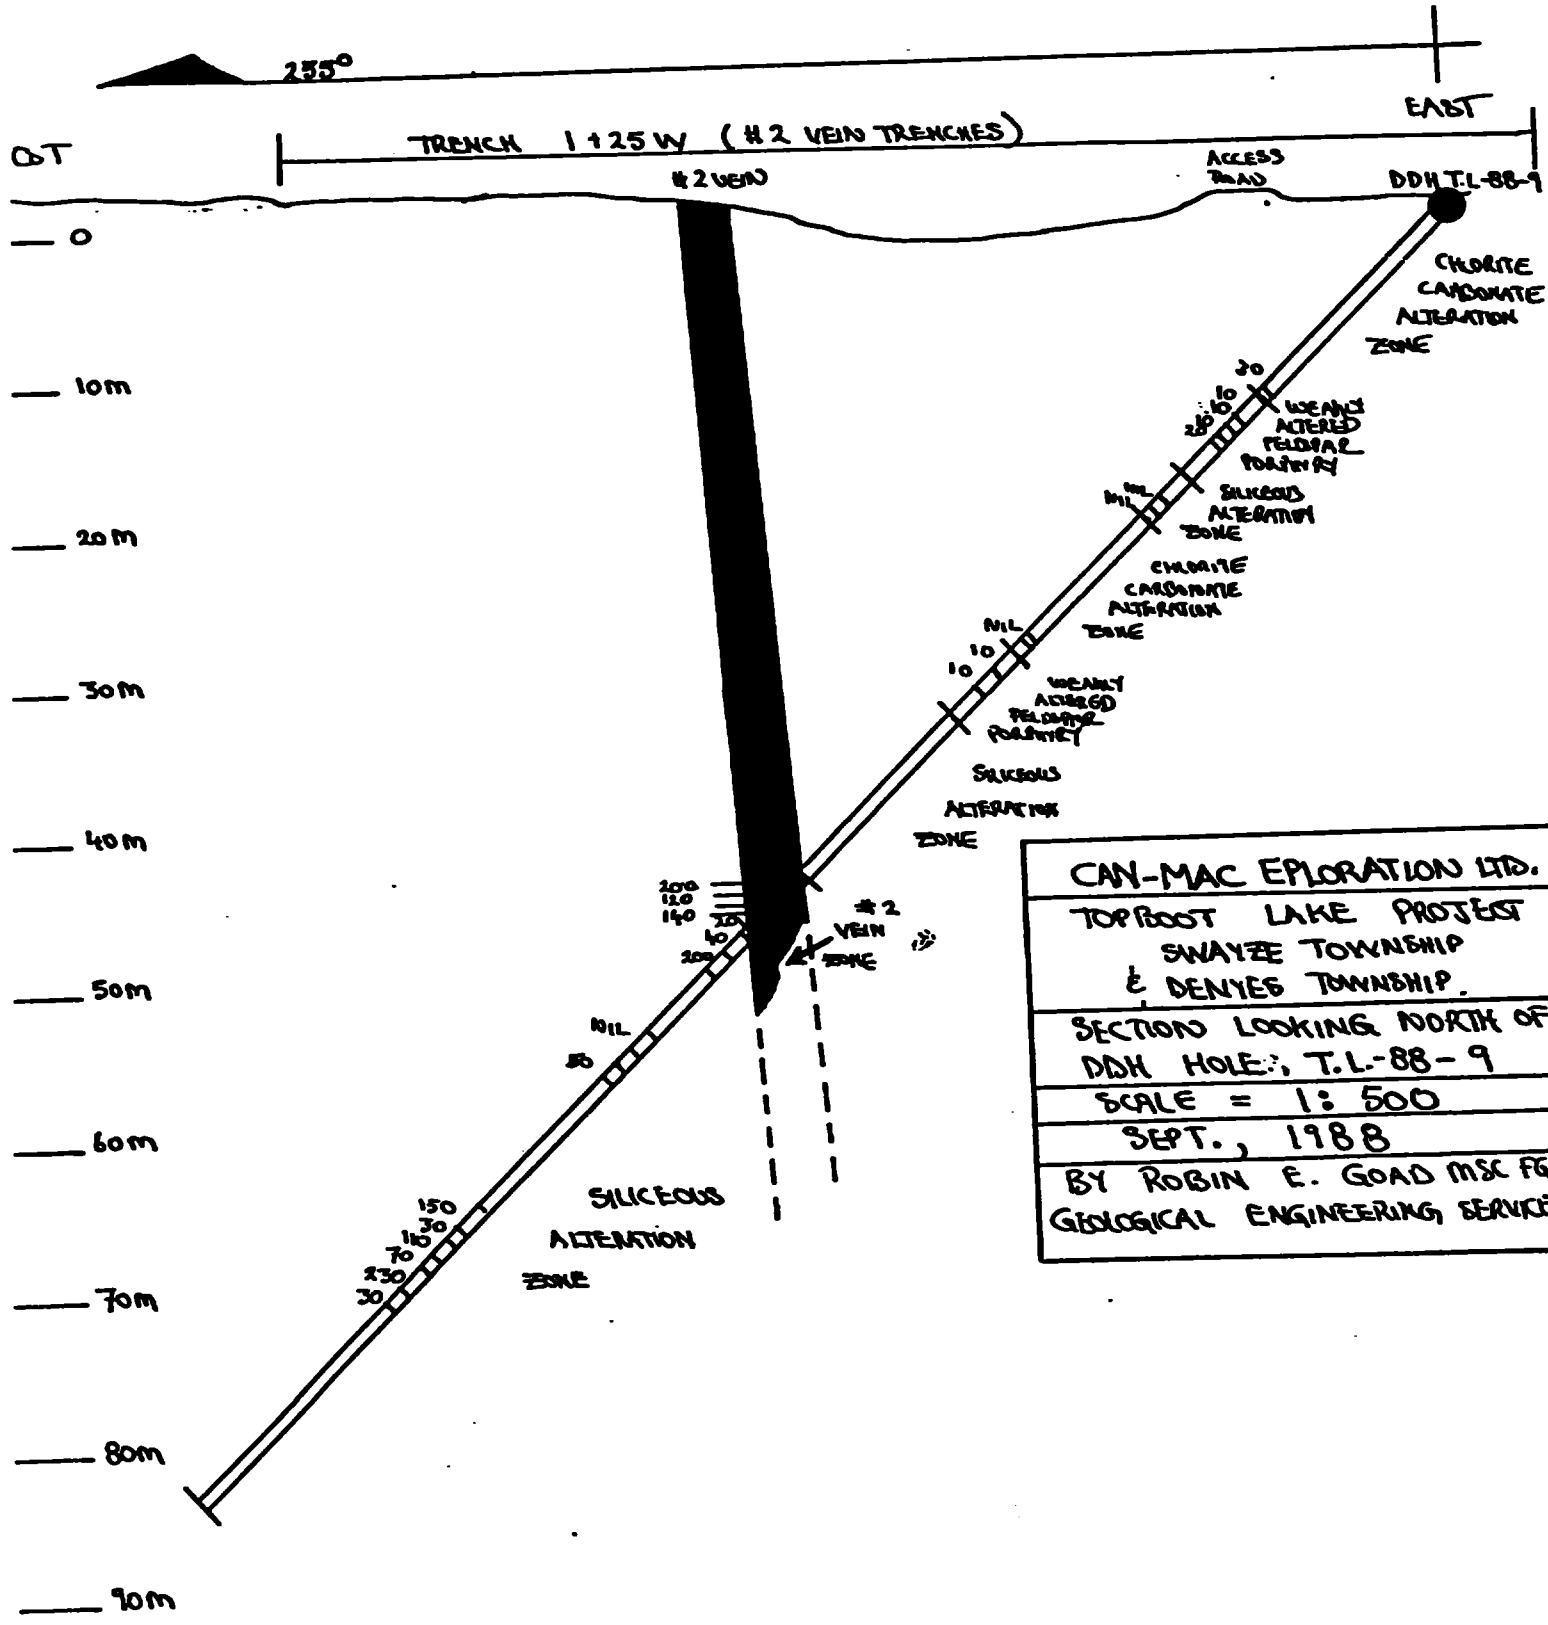 255°
EAST
TRENCH 1+25 W (#2 VEIN TRENCHES)
#2 VEIN
ACCESS
ROAD
DDH T.L-88-9
0
CHLORITE
CARBONATE
ALTERATION
ZONE
10m
30
10
10
10
20
WEAKLY
ALTERED
FELDSPAR
PORPHYRY
NIL
NIL
SILICEOUS
ALTERATION
ZONE
20m
CHLORITE
CARBONATE
ALTERATION
ZONE
NIL
10
10
30m
WEAKLY
ALTERED
FELDSPAR
PORPHYRY
SILICEOUS
ALTERATION
ZONE
40m
200
120
140
20
40
200
#2
VEIN
ZONE
50m
NIL
60m
150
30
110
70
230
30
SILICEOUS
ALTERATION
ZONE
70m
80m
90m
CAN-MAC EPLORATION LTD.
TOPBOOT LAKE PROJECT
SWAYZE TOWNSHIP
& DENYES TOWNSHIP.
SECTION LOOKING NORTH OF
DDH HOLE: T.L.-88-9
SCALE = 1:500
SEPT., 1988
BY ROBIN E. GOAD MSC
GEOLOGICAL ENGINEERING